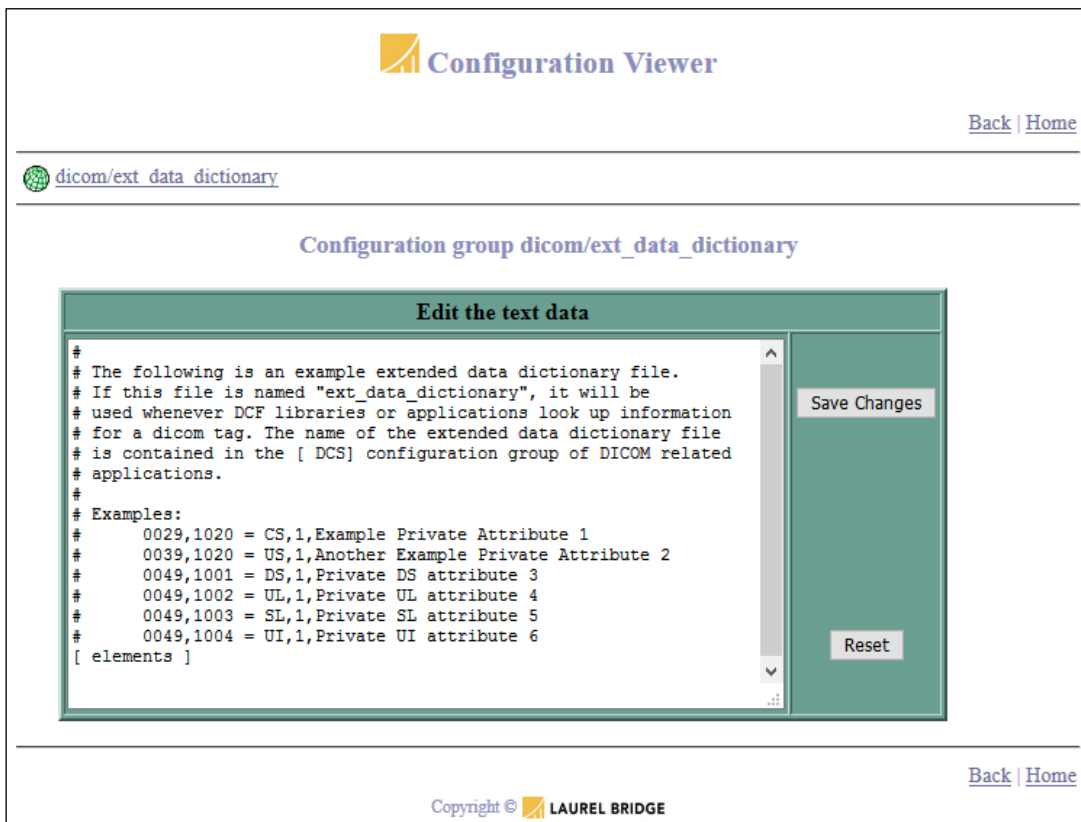 Configuration Viewer
Back | Home
dicom/ext_data_dictionary
Configuration group dicom/ext_data_dictionary
Edit the text data
#
# The following is an example extended data dictionary file.
# If this file is named "ext_data_dictionary", it will be
# used whenever DCF libraries or applications look up information
# for a dicom tag. The name of the extended data dictionary file
# is contained in the [ DCS] configuration group of DICOM related
# applications.
#
# Examples:
#      0029,1020 = CS,1,Example Private Attribute 1
#      0039,1020 = US,1,Another Example Private Attribute 2
#      0049,1001 = DS,1,Private DS attribute 3
#      0049,1002 = UL,1,Private UL attribute 4
#      0049,1003 = SL,1,Private SL attribute 5
#      0049,1004 = UI,1,Private UI attribute 6
[ elements ]
Save Changes
Reset
Back | Home
Copyright © LAUREL BRIDGE